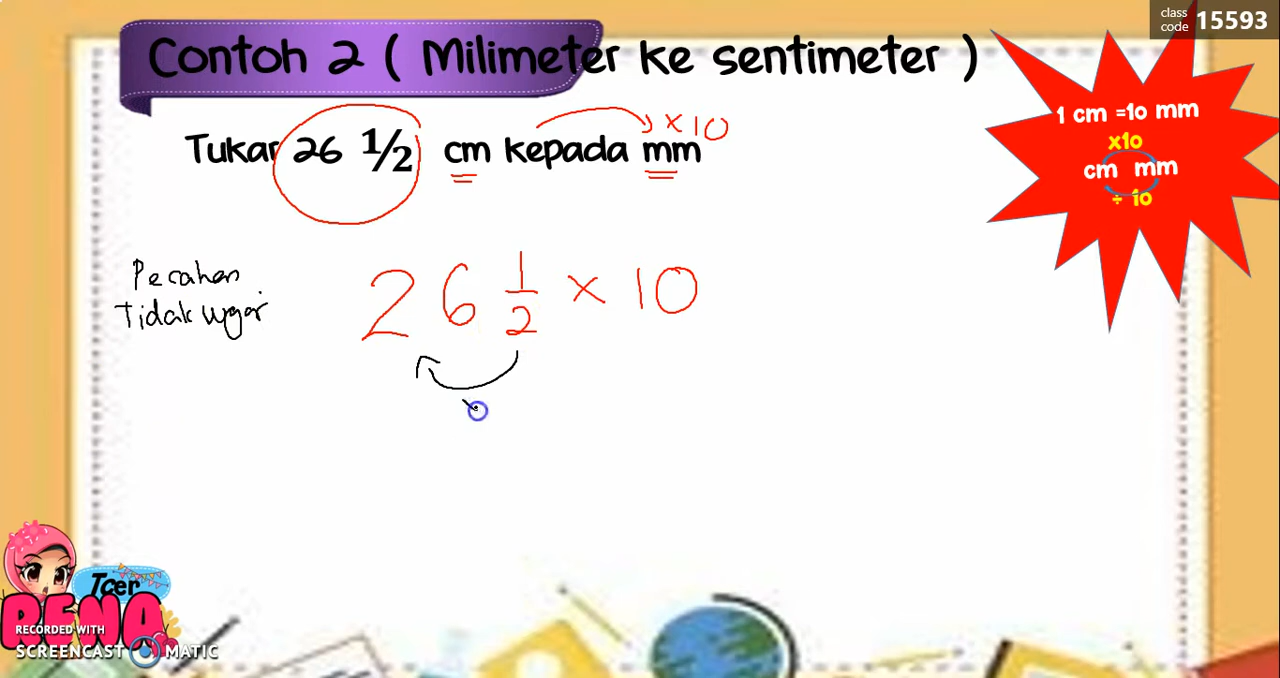 class code 15593
Contoh 2 ( Milimeter ke sentimeter )
Tukar 26 1/2 cm kepada mm
×10
1 cm =10 mm
x10
cm mm
÷ 10
Pecahan
Tidak wajar
26 1/2 × 10
Tcer
RENA
RECORDED WITH
SCREENCAST MATIC